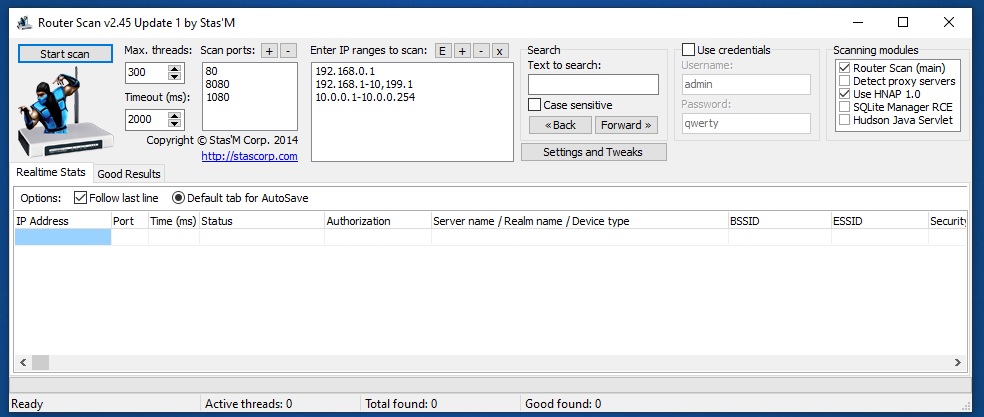 Router Scan v2.45 Update 1 by Stas'M
Start scan
Max. threads:
300
Timeout (ms):
2000
Scan ports:
+
-
80
8080
1080
Copyright © Stas'M Corp. 2014
http://stascorp.com
Enter IP ranges to scan:
E
+
-
x
192.168.0.1
192.168.1-10,199.1
10.0.0.1-10.0.0.254
Search
Text to search:
Case sensitive
« Back
Forward »
Settings and Tweaks
Use credentials
Username:
admin
Password:
qwerty
Scanning modules
Router Scan (main)
Detect proxy servers
Use HNAP 1.0
SQLite Manager RCE
Hudson Java Servlet
Realtime Stats
Good Results
Options:
Follow last line
Default tab for AutoSave
IP Address
Port
Time (ms)
Status
Authorization
Server name / Realm name / Device type
BSSID
ESSID
Security
Ready
Active threads: 0
Total found: 0
Good found: 0